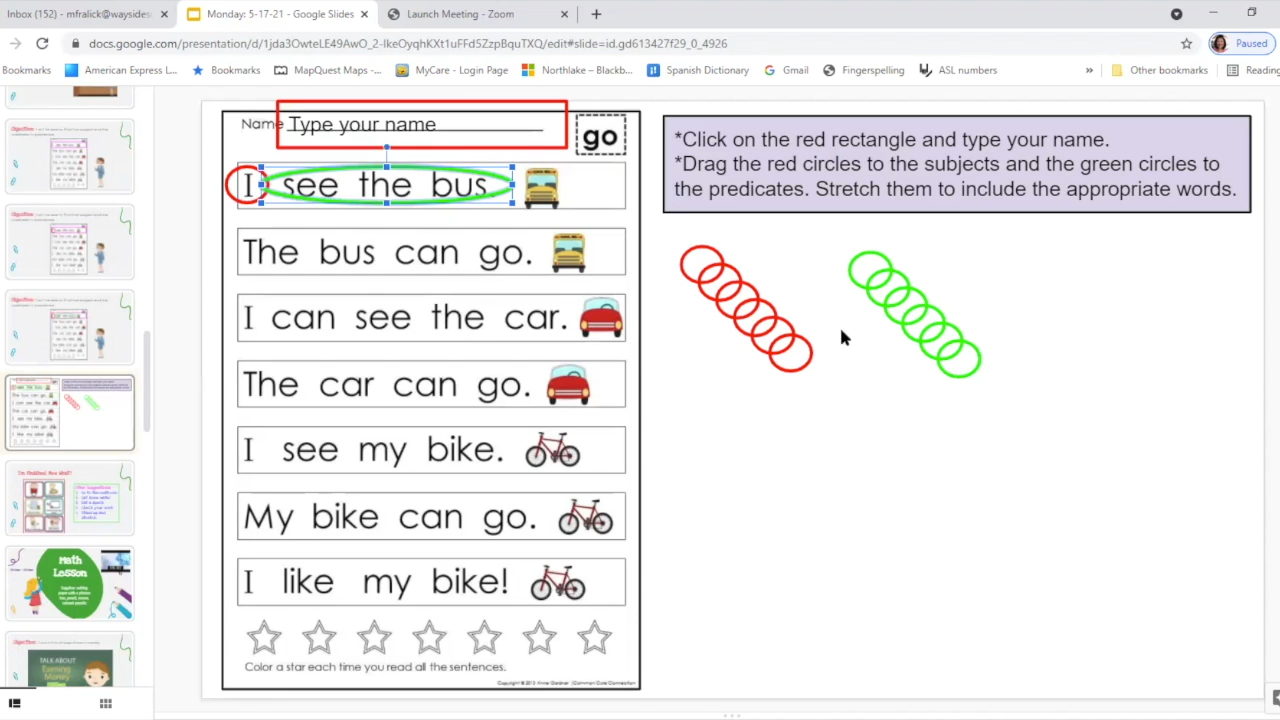 Inbox (152) - mfralick@waysides
Monday: 5-17-21 - Google Slides
Launch Meeting - Zoom
docs.google.com/presentation/d/1jda3OwteLE49AwO_2-IkeOyqhKXt1uFFd5ZzpBquTXQ/edit#slide=id.gd613427f29_0_4926
Paused
Bookmarks
American Express L...
Bookmarks
MapQuest Maps -...
MyCare - Login Page
Northlake – Blackb...
Spanish Dictionary
Gmail
Fingerspelling
ASL numbers
»
Other bookmarks
Reading
Name Type your name
go
I see the bus
The bus can go.
I can see the car.
The car can go.
I see my bike.
My bike can go.
I like my bike!
Color a star each time you read all the sentences.
*Click on the red rectangle and type your name.
*Drag the red circles to the subjects and the green circles to
the predicates. Stretch them to include the appropriate words.
Math
Lesson
TALK ABOUT